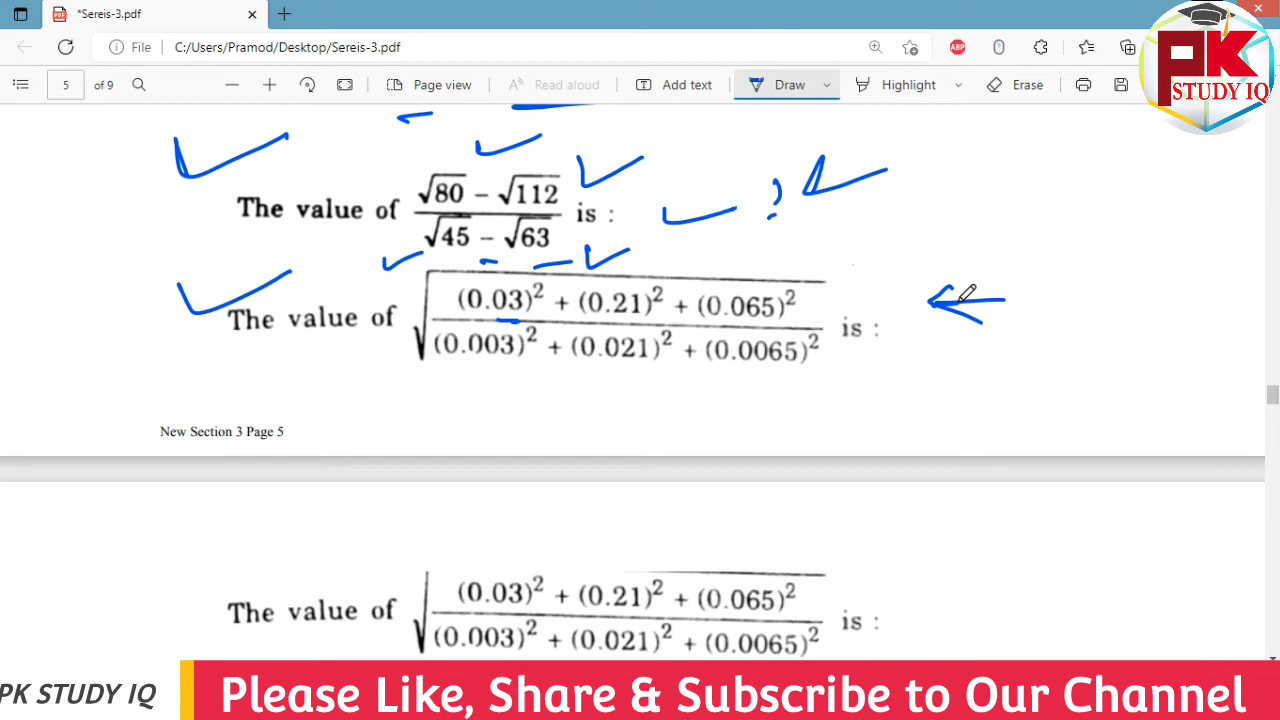 *Sereis-3.pdf
File C:/Users/Pramod/Desktop/Sereis-3.pdf
ABP
5 of 9 Page view Read aloud Add text Draw Highlight Erase
PK
STUDY IQ
The value of (√80 − √112)/(√45 − √63) is : ?
The value of √(((0.03)² + (0.21)² + (0.065)²)/((0.003)² + (0.021)² + (0.0065)²)) is :
New Section 3 Page 5
The value of √(((0.03)² + (0.21)² + (0.065)²)/((0.003)² + (0.021)² + (0.0065)²)) is :
PK STUDY IQ Please Like, Share & Subscribe to Our Channel